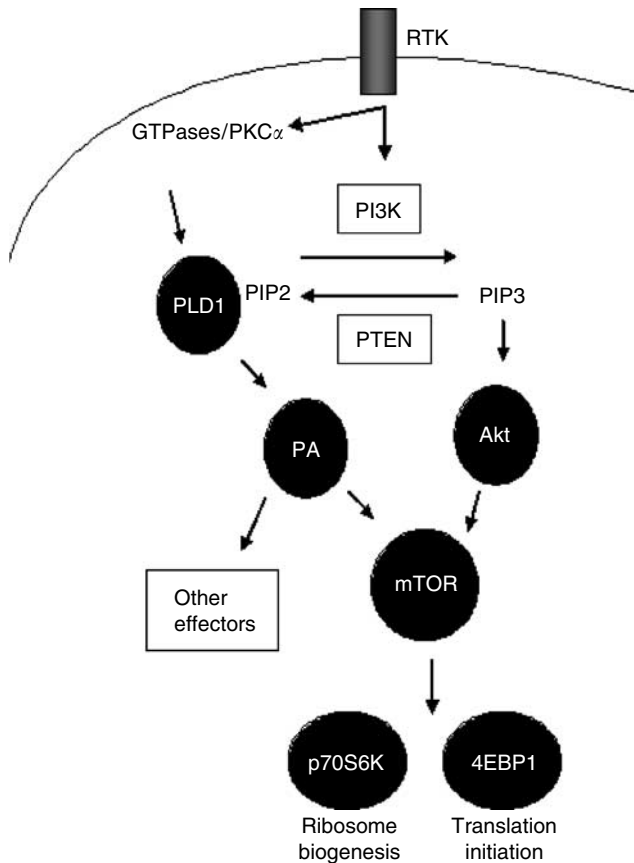 RTK
GTPases/PKCα
PI3K
PLD1
PIP2
PIP3
PTEN
PA
Akt
Other
effectors
mTOR
p70S6K
4EBP1
Ribosome
biogenesis
Translation
initiation